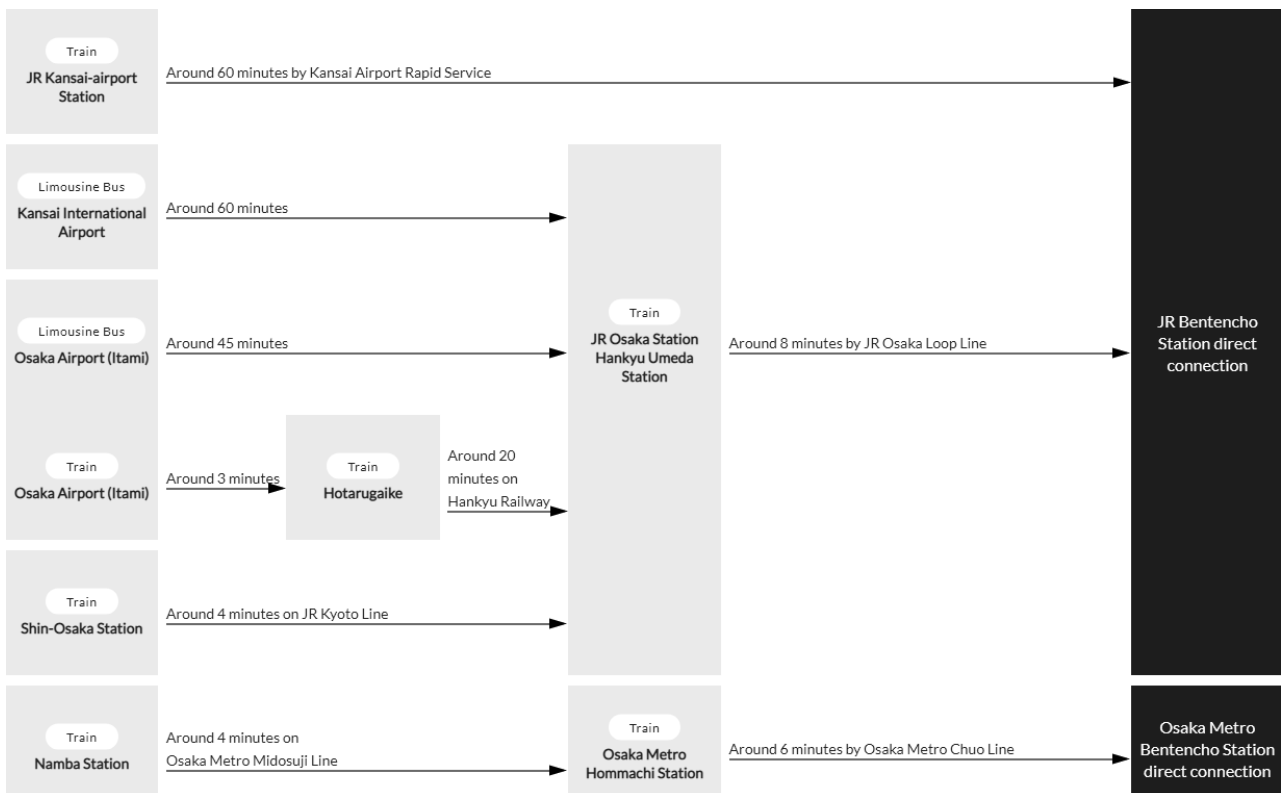 Train
JR Kansai-airport
Station
Around 60 minutes by Kansai Airport Rapid Service
Limousine Bus
Kansai International
Airport
Around 60 minutes
Limousine Bus
Osaka Airport (Itami)
Around 45 minutes
Train
Osaka Airport (Itami)
Around 3 minutes
Train
Hotarugaike
Around 20
minutes on
Hankyu Railway
Train
Shin-Osaka Station
Around 4 minutes on JR Kyoto Line
Train
JR Osaka Station
Hankyu Umeda
Station
Around 8 minutes by JR Osaka Loop Line
JR Bentencho
Station direct
connection
Train
Namba Station
Around 4 minutes on
Osaka Metro Midosuji Line
Train
Osaka Metro
Hommachi Station
Around 6 minutes by Osaka Metro Chuo Line
Osaka Metro
Bentencho Station
direct connection